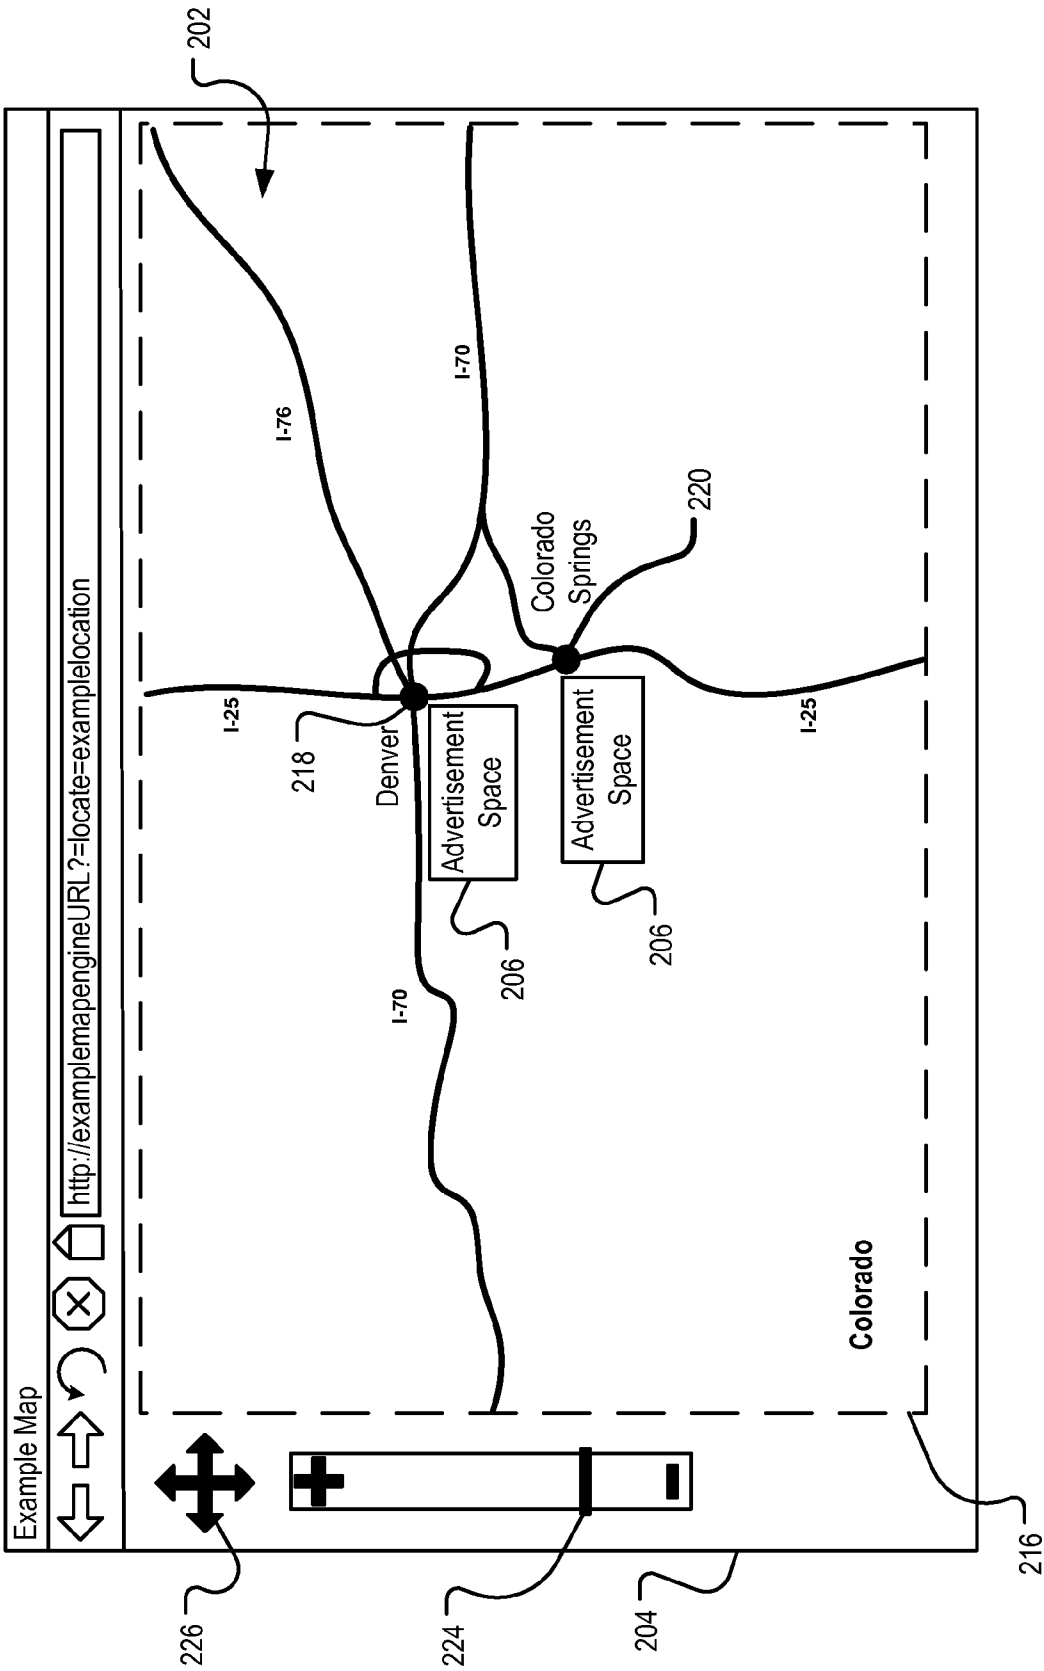 Example Map
http://examplemapengineURL?=locate=examplelocation
202
226
I-25
I-76
218
Denver
I-70
I-70
Advertisement
Space
206
Colorado
Springs
220
Advertisement
Space
206
224
I-25
Colorado
204
216